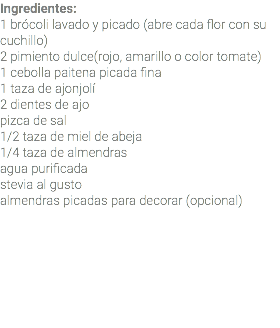 Ingredientes:
1 brócoli lavado y picado (abre cada flor con su
cuchillo)
2 pimiento dulce(rojo, amarillo o color tomate)
1 cebolla paitena picada fina
1 taza de ajonjolí
2 dientes de ajo
pizca de sal
1/2 taza de miel de abeja
1/4 taza de almendras
agua purificada
stevia al gusto
almendras picadas para decorar (opcional)